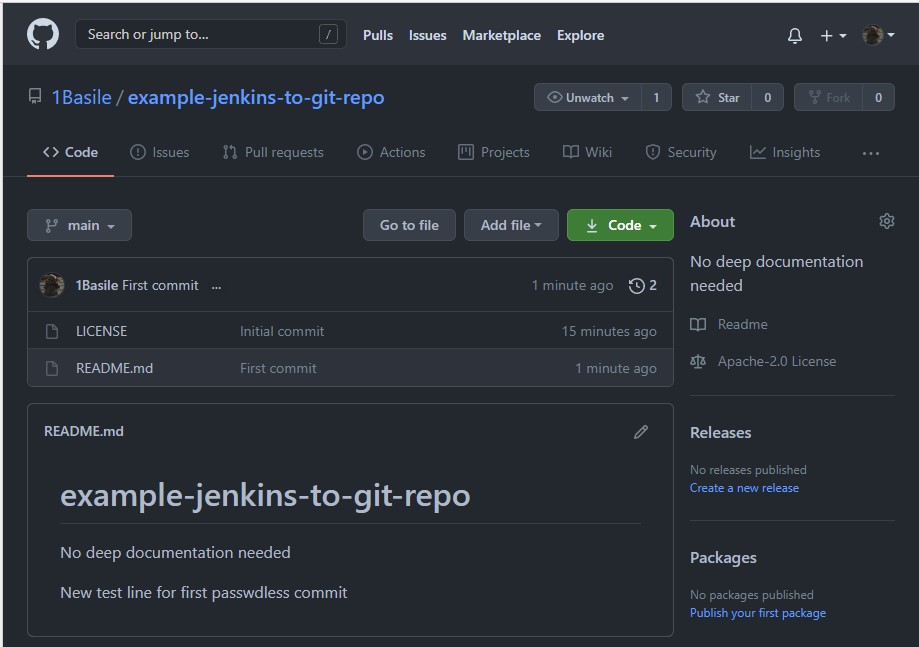 Search or jump to... /
Pulls Issues Marketplace Explore
1Basile / example-jenkins-to-git-repo
Unwatch 1 Star 0 Fork 0
Code Issues Pull requests Actions Projects Wiki Security Insights ...
main Go to file Add file Code
1Basile First commit ... 1 minute ago 2
LICENSE Initial commit 15 minutes ago
README.md First commit 1 minute ago
README.md
example-jenkins-to-git-repo
No deep documentation needed
New test line for first passwdless commit
About
No deep documentation
needed
Readme
Apache-2.0 License
Releases
No releases published
Create a new release
Packages
No packages published
Publish your first package